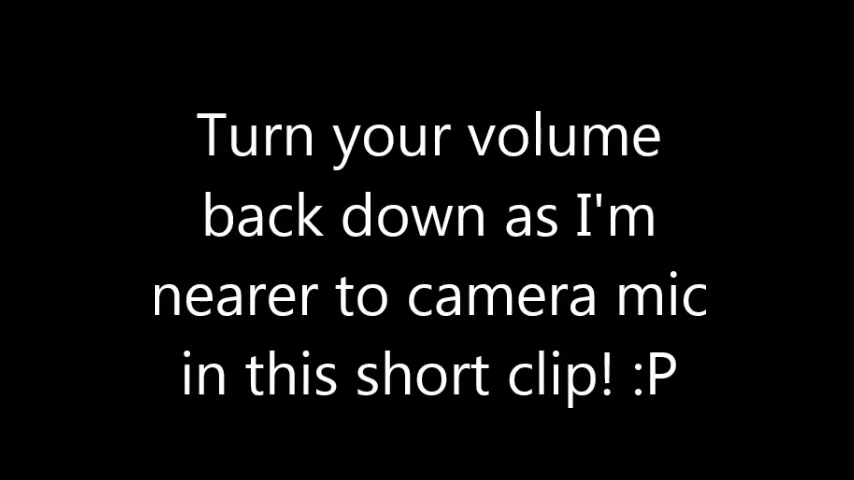 Turn your volume
back down as I'm
nearer to camera mic
in this short clip! :P